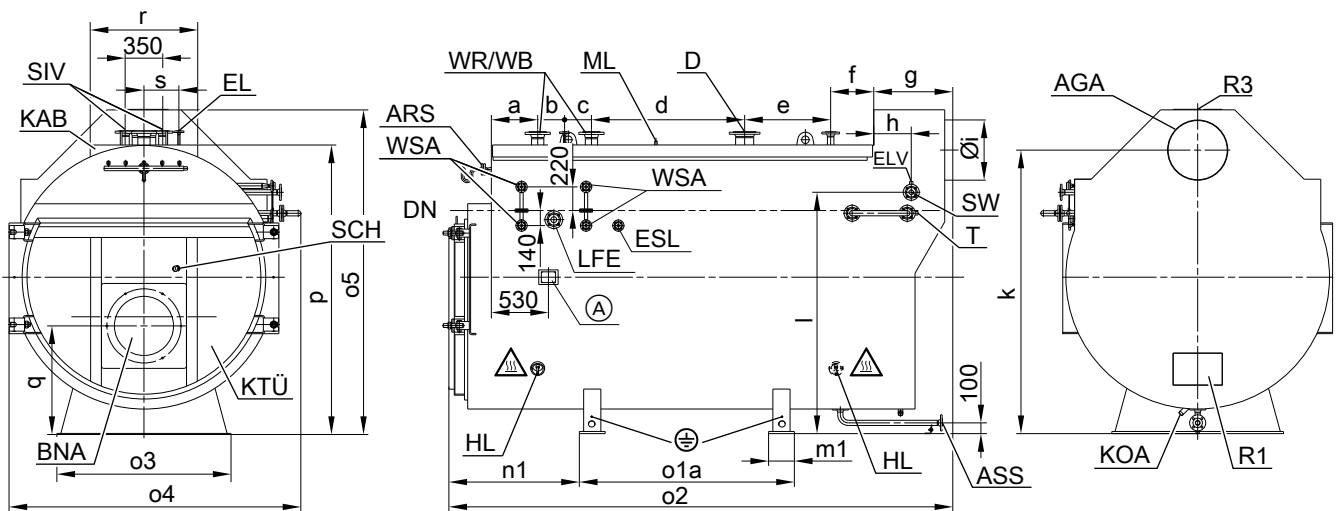 r
350
s
SIV
EL
KAB
SCH
p
o5
q
KTÜ
BNA
o3
o4
WR/WB
ML
D
f
g
a
b
c
d
e
h
ARS
WSA
220
WSA
ELV
Øi
SW
DN
T
140
LFE
ESL
530
A
l
100
HL
n1
o1a
m1
HL
ASS
o2
AGA
R3
k
KOA
R1